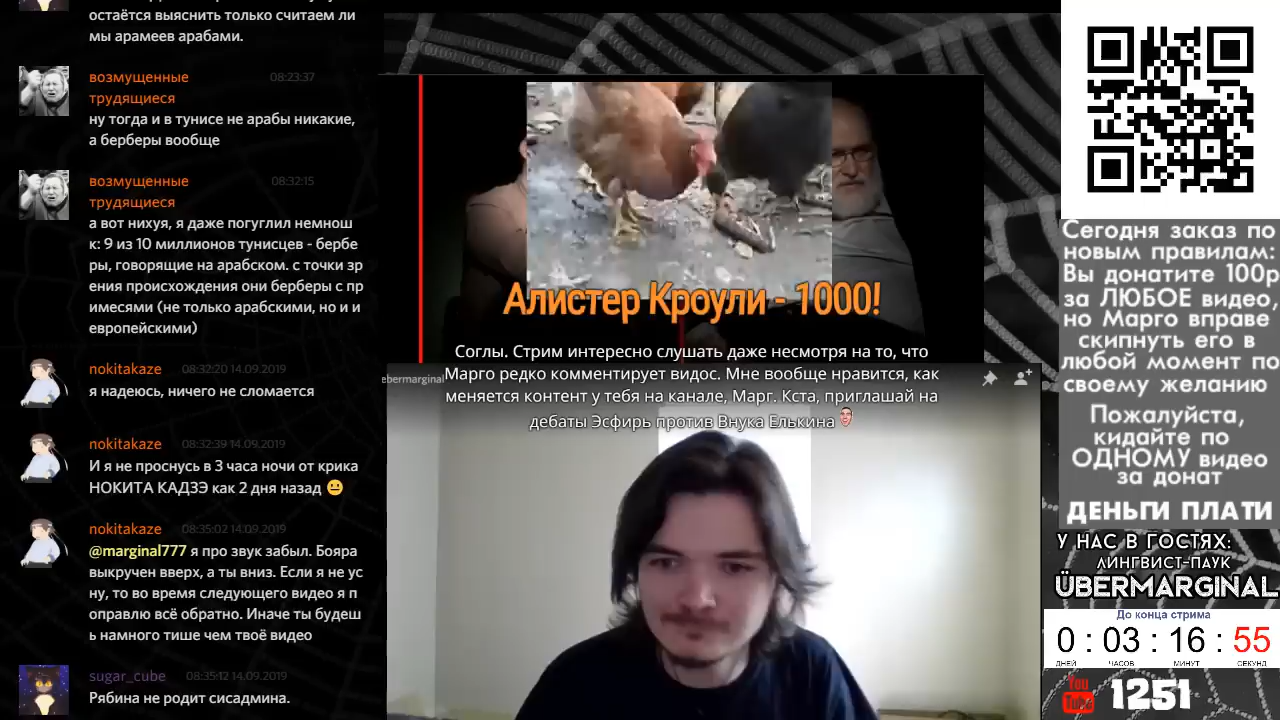 остаётся выяснить только считаем ли
мы арамеев арабами.
возмущенные
трудящиеся
08:23:37
ну тогда и в тунисе не арабы никакие,
а берберы вообще
возмущенные
трудящиеся
08:32:15
а вот нихуя, я даже погуглил немнош
к: 9 из 10 миллионов тунисцев - бербе
ры, говорящие на арабском. с точки зр
ения происхождения они берберы с пр
имесями (не только арабскими, но и и
европейскими)
nokitakaze 08:32:20 14.09.2019
я надеюсь, ничего не сломается
nokitakaze 08:32:39 14.09.2019
И я не проснусь в 3 часа ночи от крика
НОКИТА КАДЗЭ как 2 дня назад
nokitakaze 08:35:02 14.09.2019
@marginal777 я про звук забыл. Бояра
выкручен вверх, а ты вниз. Если я не ус
ну, то во время следующего видео я п
оправлю всё обратно. Иначе ты будеш
ь намного тише чем твоё видео
sugar_cube 08:35:12 14.09.2019
Рябина не родит сисадмина.
Алистер Кроули - 1000!
Соглы. Стрим интересно слушать даже несмотря на то, что
Марго редко комментирует видос. Мне вообще нравится, как
меняется контент у тебя на канале, Марг. Кста, приглашай на
дебаты Эсфирь против Внука Елькина
ebermarginal
Сегодня заказ по
новым правилам:
Вы донатите 100р
за ЛЮБОЕ видео,
но Марго вправе
скипнуть его в
любой момент по
своему желанию
Пожалуйста,
кидайте по
ОДНОМУ видео
за донат
ДЕНЬГИ ПЛАТИ
У НАС В ГОСТЯХ:
ЛИНГВИСТ-ПАУК
ÜBERMARGINAL
До конца стрима
0 : 03 : 16 : 55
ДНЕЙ ЧАСОВ МИНУТ СЕКУНД
You Tube 1251